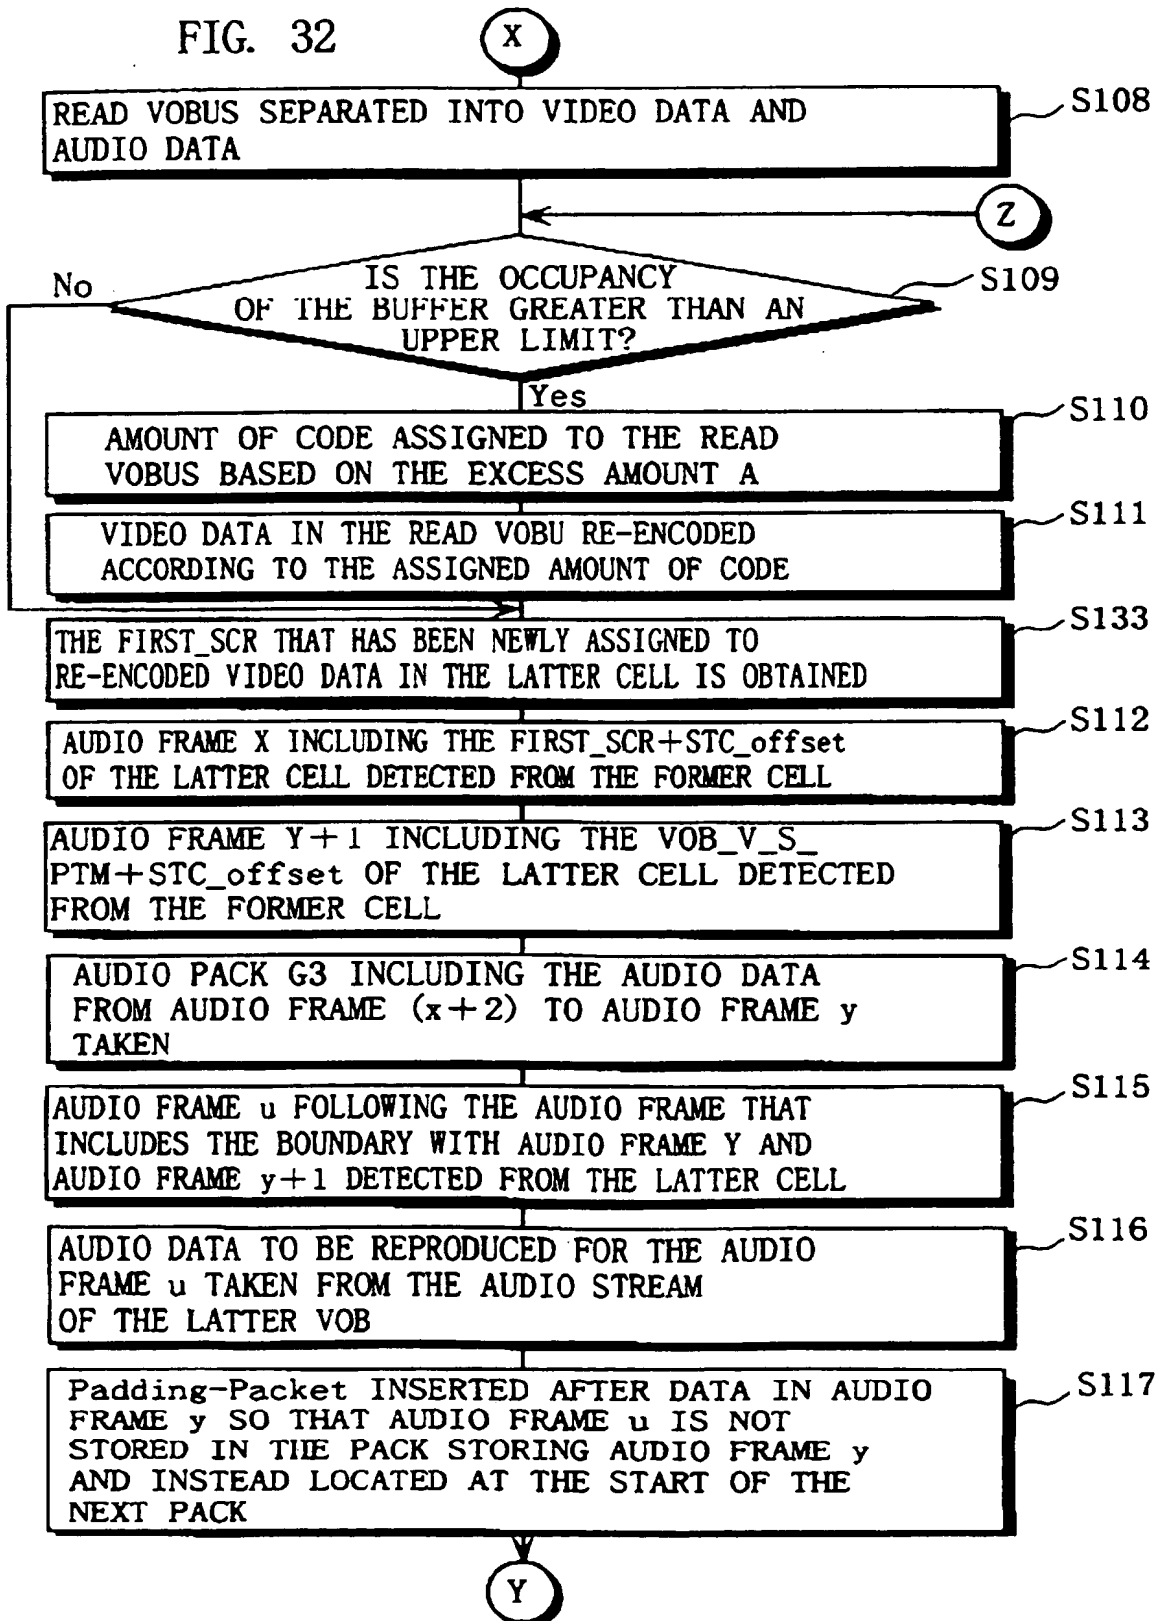 FIG. 32
X
READ VOBUS SEPARATED INTO VIDEO DATA AND
AUDIO DATA
S108
Z
No
IS THE OCCUPANCY
OF THE BUFFER GREATER THAN AN
UPPER LIMIT?
S109
Yes
AMOUNT OF CODE ASSIGNED TO THE READ
VOBUS BASED ON THE EXCESS AMOUNT A
S110
VIDEO DATA IN THE READ VOBU RE-ENCODED
ACCORDING TO THE ASSIGNED AMOUNT OF CODE
S111
THE FIRST_SCR THAT HAS BEEN NEWLY ASSIGNED TO
RE-ENCODED VIDEO DATA IN THE LATTER CELL IS OBTAINED
S133
AUDIO FRAME X INCLUDING THE FIRST_SCR+STC_offset
OF THE LATTER CELL DETECTED FROM THE FORMER CELL
S112
AUDIO FRAME Y+1 INCLUDING THE VOB_V_S_
PTM+STC_offset OF THE LATTER CELL DETECTED
FROM THE FORMER CELL
S113
AUDIO PACK G3 INCLUDING THE AUDIO DATA
FROM AUDIO FRAME (x+2) TO AUDIO FRAME y
TAKEN
S114
AUDIO FRAME u FOLLOWING THE AUDIO FRAME THAT
INCLUDES THE BOUNDARY WITH AUDIO FRAME Y AND
AUDIO FRAME y+1 DETECTED FROM THE LATTER CELL
S115
AUDIO DATA TO BE REPRODUCED FOR THE AUDIO
FRAME u TAKEN FROM THE AUDIO STREAM
OF THE LATTER VOB
S116
Padding-Packet INSERTED AFTER DATA IN AUDIO
FRAME y SO THAT AUDIO FRAME u IS NOT
STORED IN THE PACK STORING AUDIO FRAME y
AND INSTEAD LOCATED AT THE START OF THE
NEXT PACK
S117
Y